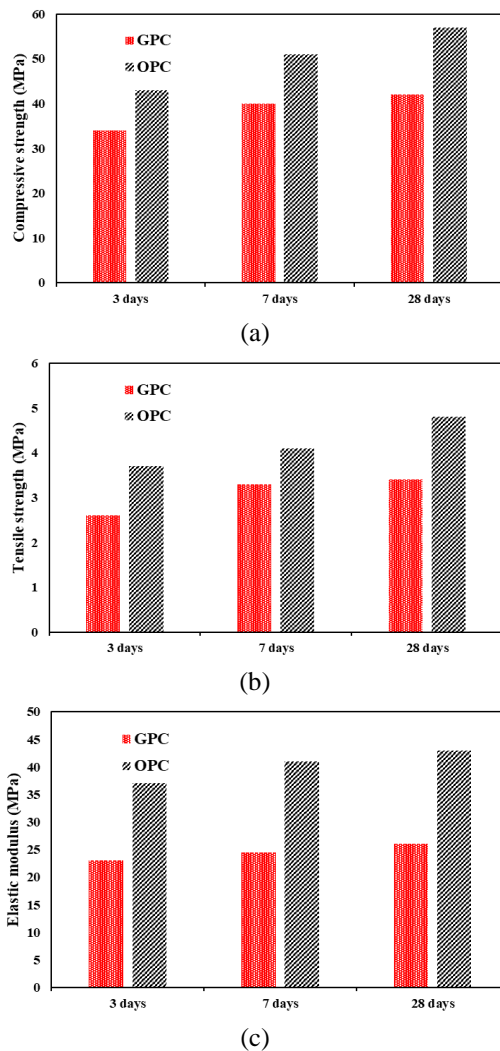 60
50
40
30
20
10
0
Compressive strength (MPa)
GPC
OPC
3 days 7 days 28 days
(a)
6
5
4
3
2
1
0
Tensile strength (MPa)
GPC
OPC
3 days 7 days 28 days
(b)
50
45
40
35
30
25
20
15
10
5
0
Elastic modulus (MPa)
GPC
OPC
3 days 7 days 28 days
(c)